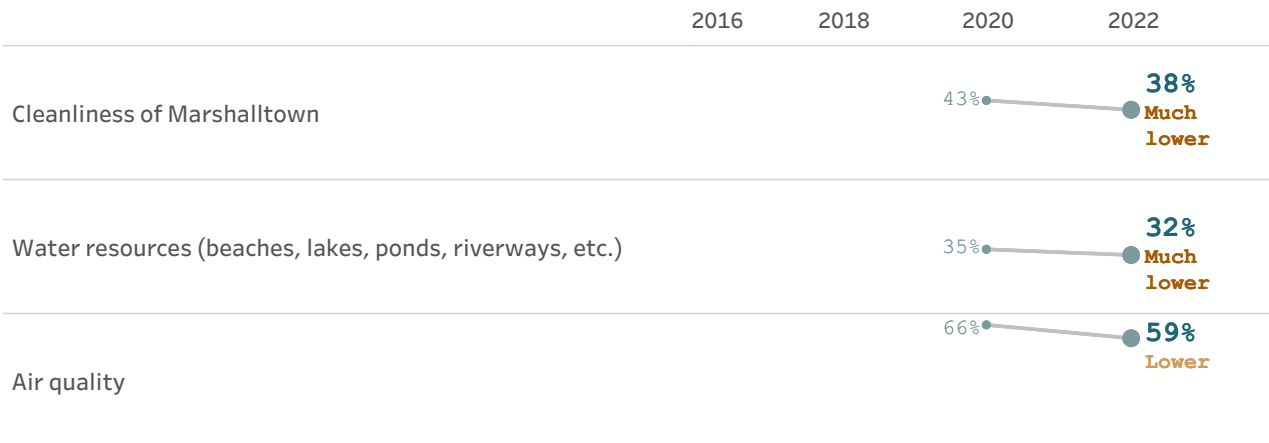 2016 2018 2020 2022
Cleanliness of Marshalltown
43%
38%
Much
lower
Water resources (beaches, lakes, ponds, riverways, etc.)
35%
32%
Much
lower
Air quality
66%
59%
Lower